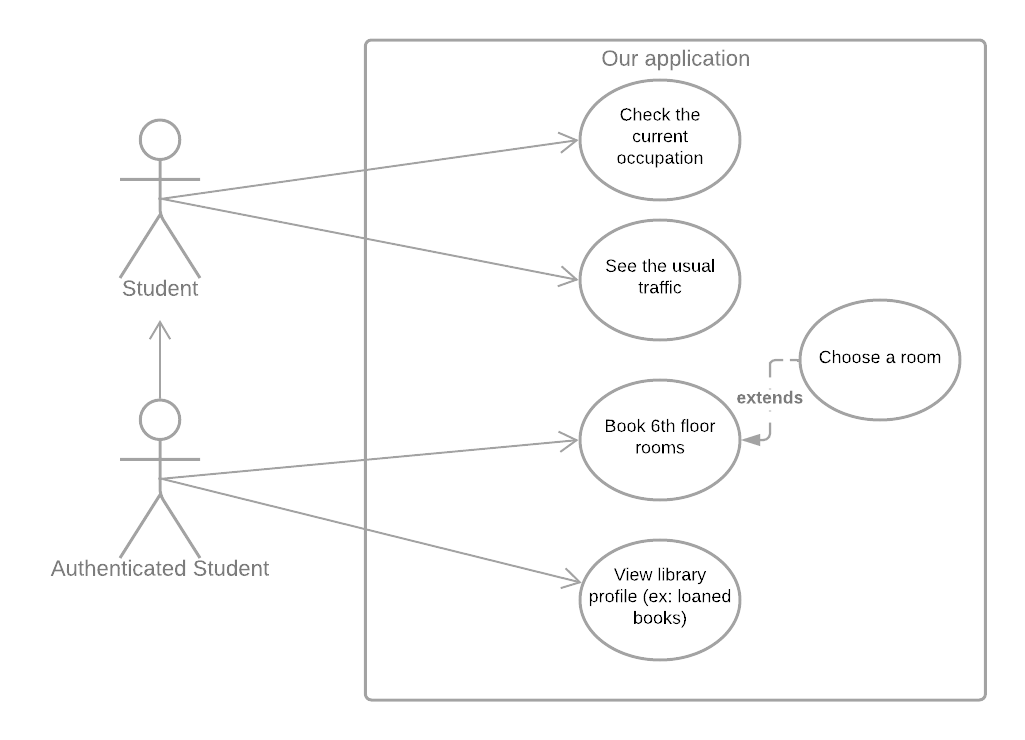 Our application
Check the
current
occupation
See the usual
traffic
Student
Choose a room
extends
Book 6th floor
rooms
Authenticated Student
View library
profile (ex: loaned
books)